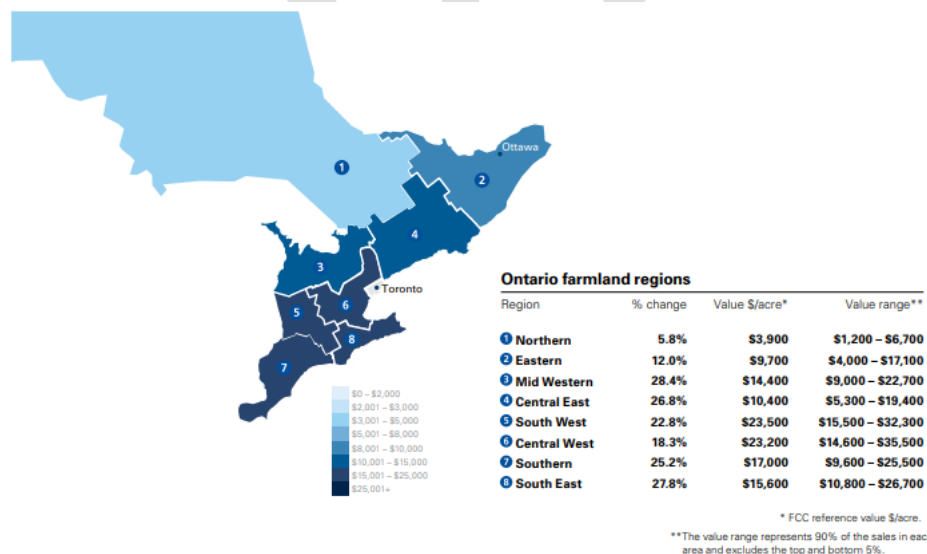 Ottawa
1
2
4
3
Toronto
6
5
8
7
$0 – $2,000
$2,001 – $3,000
$3,001 – $5,000
$5,001 – $8,000
$8,001 – $10,000
$10,001 – $15,000
$15,001 – $25,000
$25,001+
Ontario farmland regions
Region % change Value $/acre* Value range**
1 Northern 5.8% $3,900 $1,200 – $6,700
2 Eastern 12.0% $9,700 $4,000 – $17,100
3 Mid Western 28.4% $14,400 $9,000 – $22,700
4 Central East 26.8% $10,400 $5,300 – $19,400
5 South West 22.8% $23,500 $15,500 – $32,300
6 Central West 18.3% $23,200 $14,600 – $35,500
7 Southern 25.2% $17,000 $9,600 – $25,500
8 South East 27.8% $15,600 $10,800 – $26,700
* FCC reference value $/acre.
**The value range represents 90% of the sales in eac
area and excludes the top and bottom 5%.